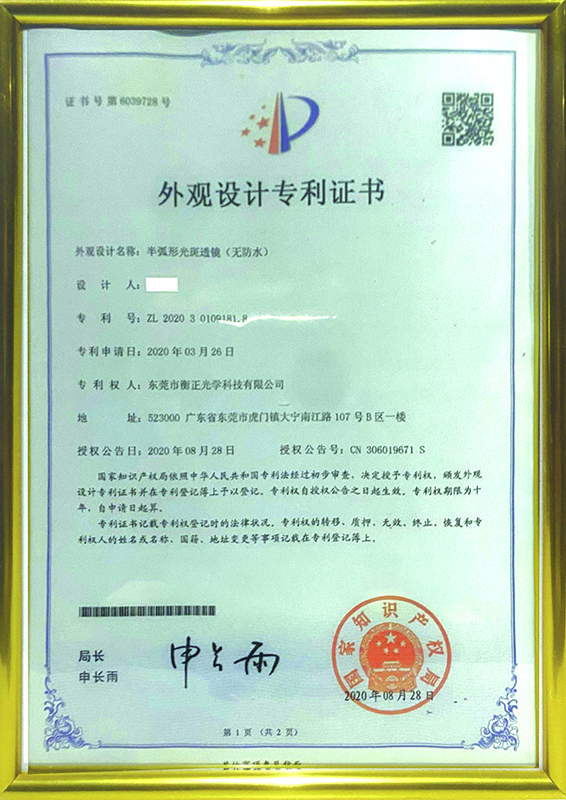 证书号第6039728号
外观设计专利证书
外观设计名称：半弧形光斑透镜（无防水）
设计人：
专利号：ZL 2020 3 0109181.8
专利申请日：2020年03月26日
专利权人：东莞市衡正光学科技有限公司
地址：523000 广东省东莞市虎门镇大宁南江路107号B区一楼
授权公告日：2020年08月28日 授权公告号：CN 306019671 S
国家知识产权局依照中华人民共和国专利法经过初步审查，决定授予专利权，颁发外观
设计专利证书并在专利登记簿上予以登记。专利权自授权公告之日起生效。专利权期限为十
年，自申请日起算。
专利证书记载专利权登记时的法律状况。专利权的转移、质押、无效、终止、恢复和专
利权人的姓名或名称、国籍、地址变更等事项记载在专利登记簿上。
局长
申长雨
申长雨
国家知识产权局
2020年08月28日
第1页（共2页）